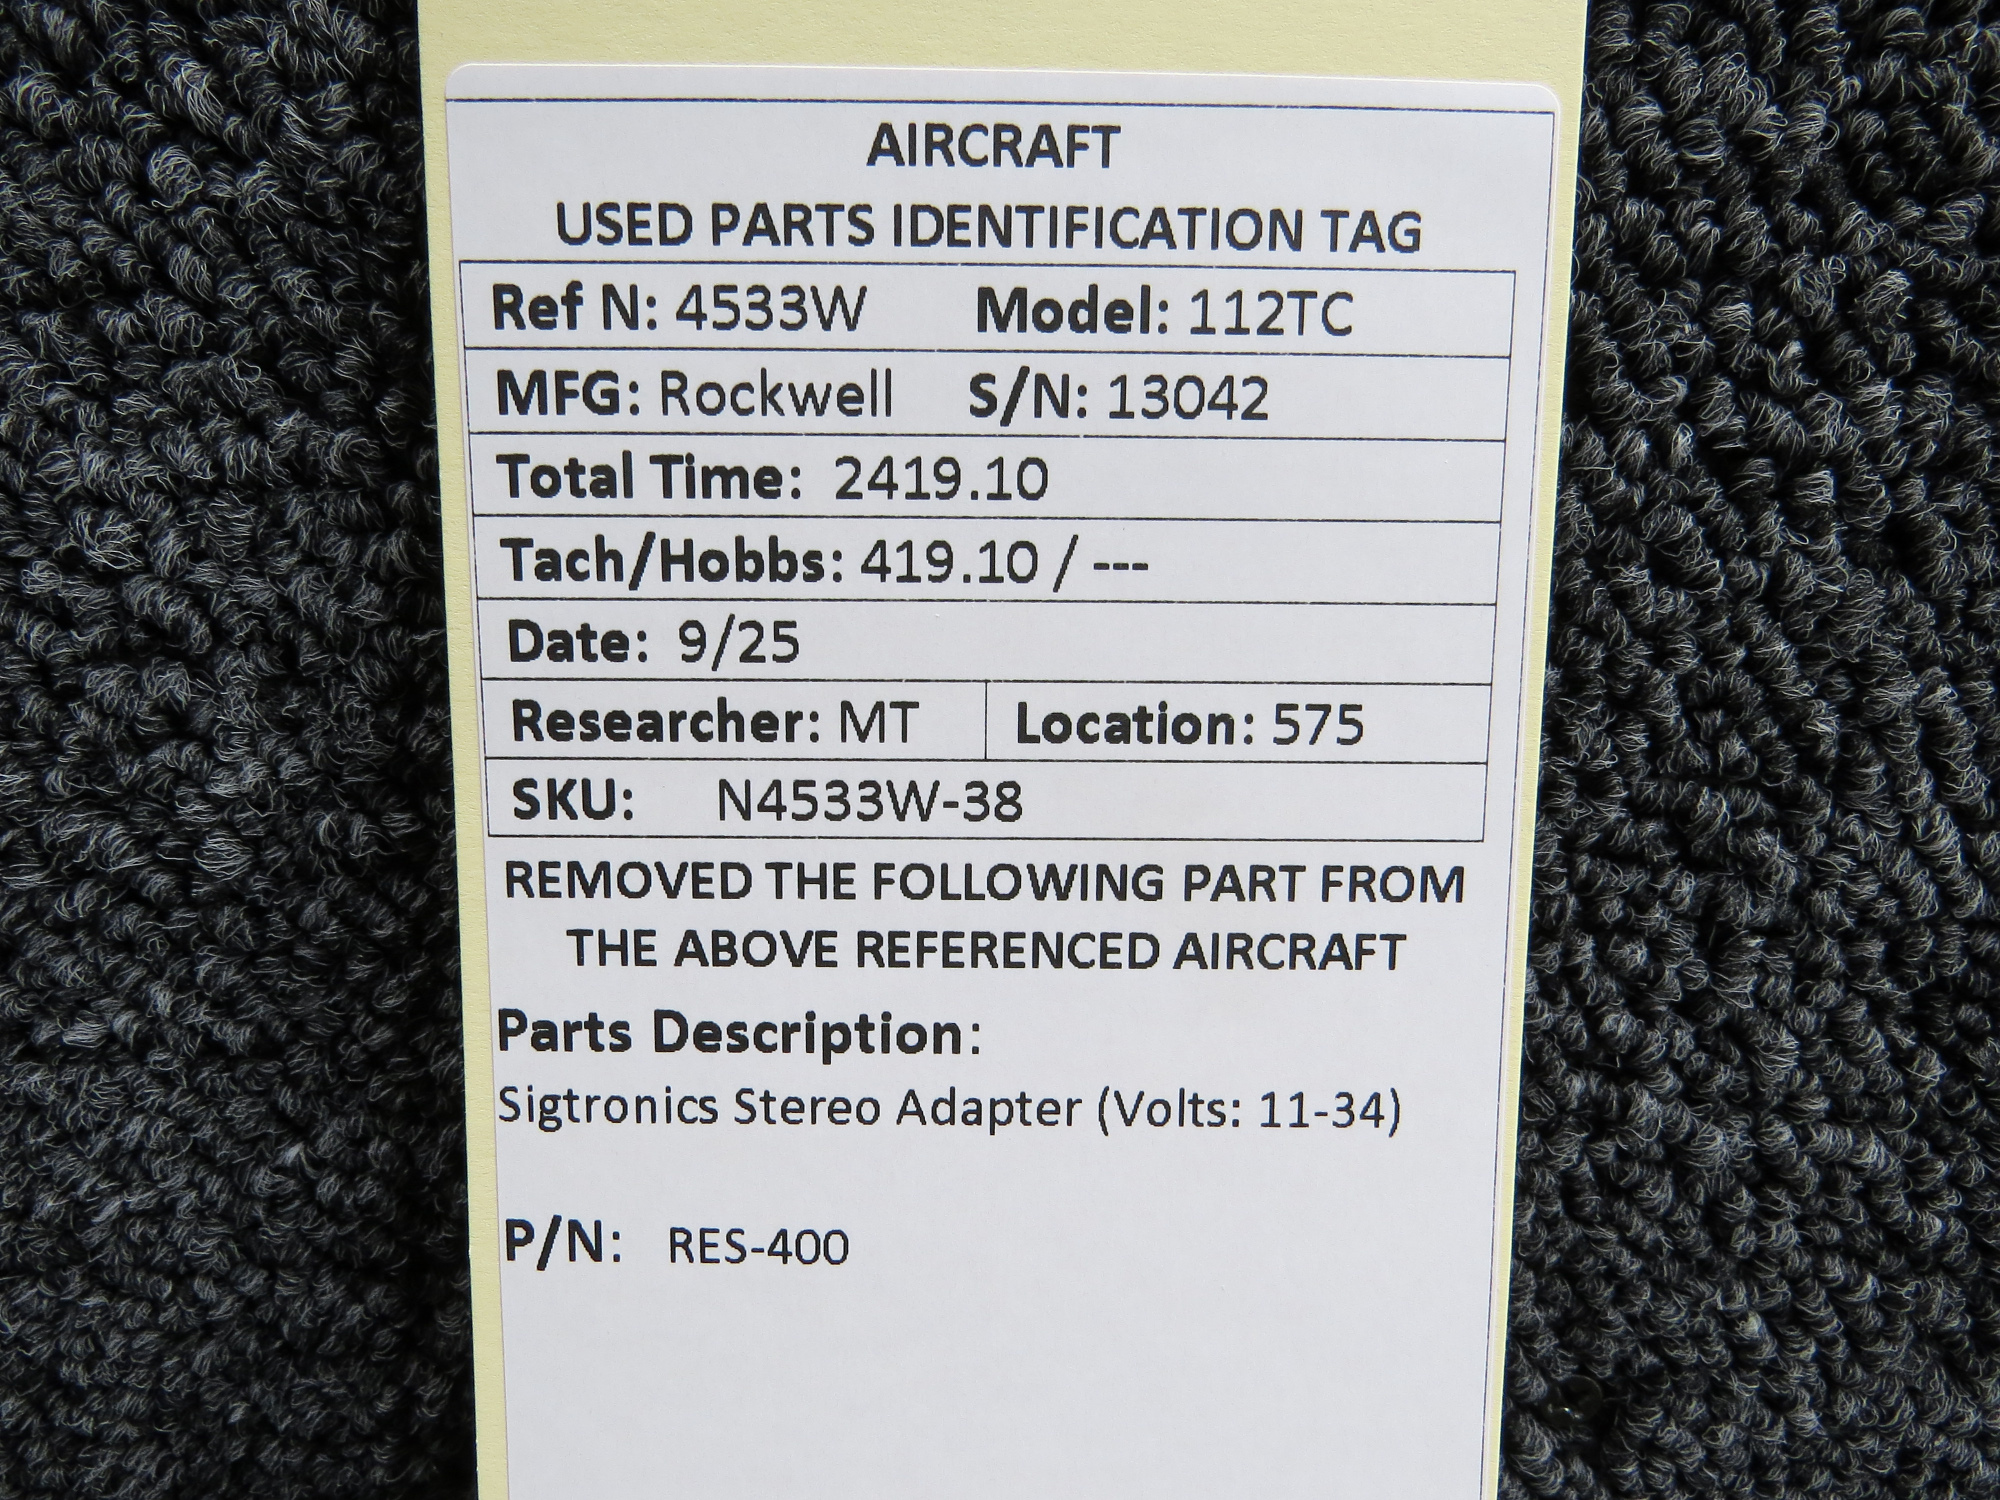 AIRCRAFT
USED PARTS IDENTIFICATION TAG
Ref N: 4533W Model: 112TC
MFG: Rockwell S/N: 13042
Total Time: 2419.10
Tach/Hobbs: 419.10 / ---
Date: 9/25
Researcher: MT Location: 575
SKU: N4533W-38
REMOVED THE FOLLOWING PART FROM
THE ABOVE REFERENCED AIRCRAFT
Parts Description:
Sigtronics Stereo Adapter (Volts: 11-34)
P/N: RES-400